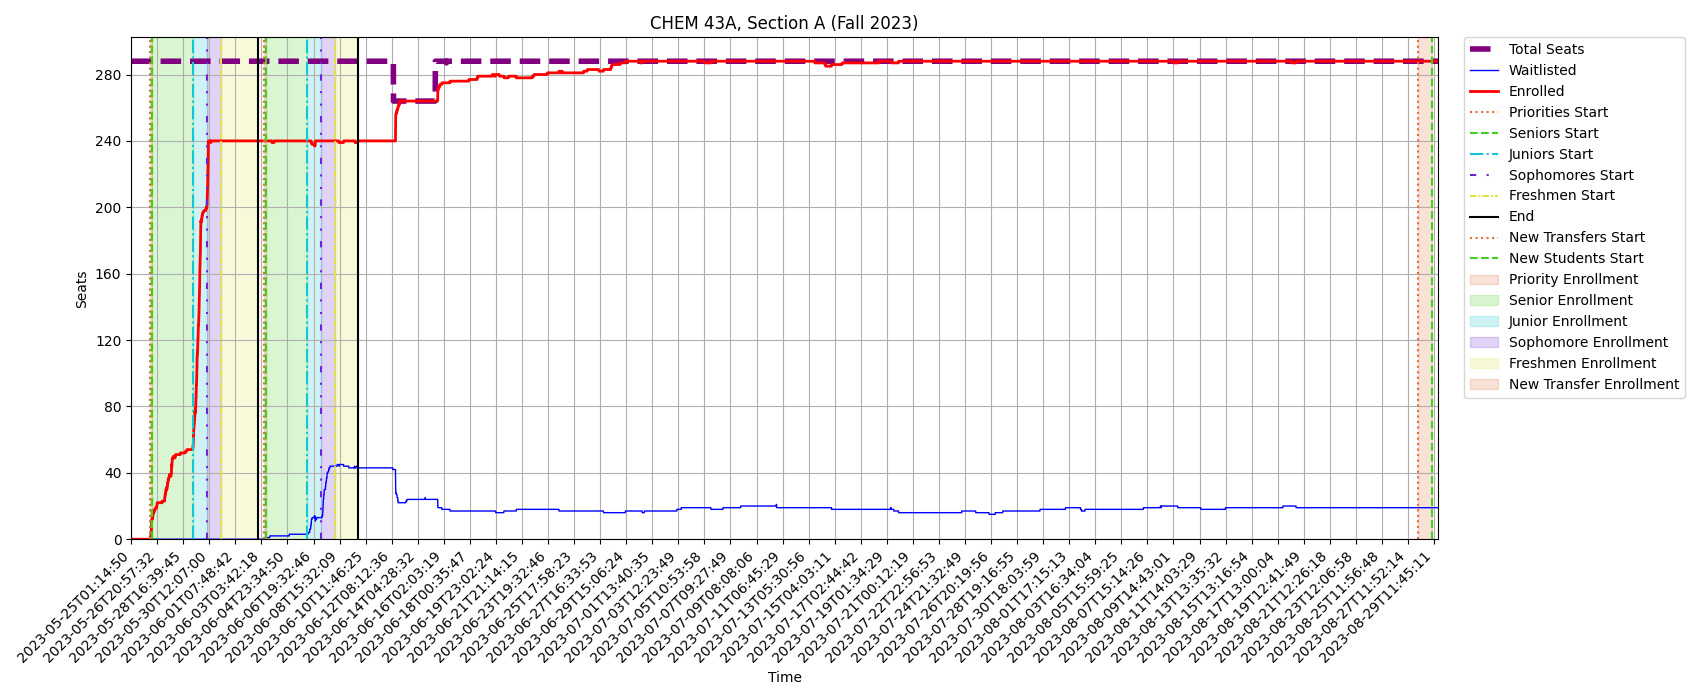 CHEM 43A, Section A (Fall 2023)
Seats
280
240
200
160
120
80
40
0
2023-05-25T01:14:50
2023-05-26T20:57:32
2023-05-28T16:39:45
2023-05-30T12:07:00
2023-06-01T07:48:42
2023-06-03T03:42:18
2023-06-04T23:34:50
2023-06-06T19:32:46
2023-06-08T15:32:09
2023-06-10T11:46:25
2023-06-12T08:12:36
2023-06-14T04:28:32
2023-06-16T02:03:19
2023-06-18T00:35:47
2023-06-19T23:02:24
2023-06-21T21:14:15
2023-06-23T19:32:46
2023-06-25T17:58:23
2023-06-27T16:33:53
2023-06-29T15:06:24
2023-07-01T13:40:35
2023-07-03T12:23:49
2023-07-05T10:53:58
2023-07-07T09:27:49
2023-07-09T08:08:06
2023-07-11T06:45:29
2023-07-13T05:30:56
2023-07-15T04:03:11
2023-07-17T02:44:42
2023-07-19T01:34:29
2023-07-21T00:12:19
2023-07-22T22:56:53
2023-07-24T21:32:49
2023-07-26T20:19:56
2023-07-28T19:16:55
2023-07-30T18:03:59
2023-08-01T17:15:13
2023-08-03T16:34:04
2023-08-05T15:59:25
2023-08-07T15:14:26
2023-08-09T14:43:01
2023-08-11T14:03:29
2023-08-13T13:35:32
2023-08-15T13:16:54
2023-08-17T13:00:04
2023-08-19T12:41:49
2023-08-21T12:26:18
2023-08-23T12:06:58
2023-08-25T11:56:48
2023-08-27T11:52:14
2023-08-29T11:45:11
Time
Total Seats
Waitlisted
Enrolled
Priorities Start
Seniors Start
Juniors Start
Sophomores Start
Freshmen Start
End
New Transfers Start
New Students Start
Priority Enrollment
Senior Enrollment
Junior Enrollment
Sophomore Enrollment
Freshmen Enrollment
New Transfer Enrollment